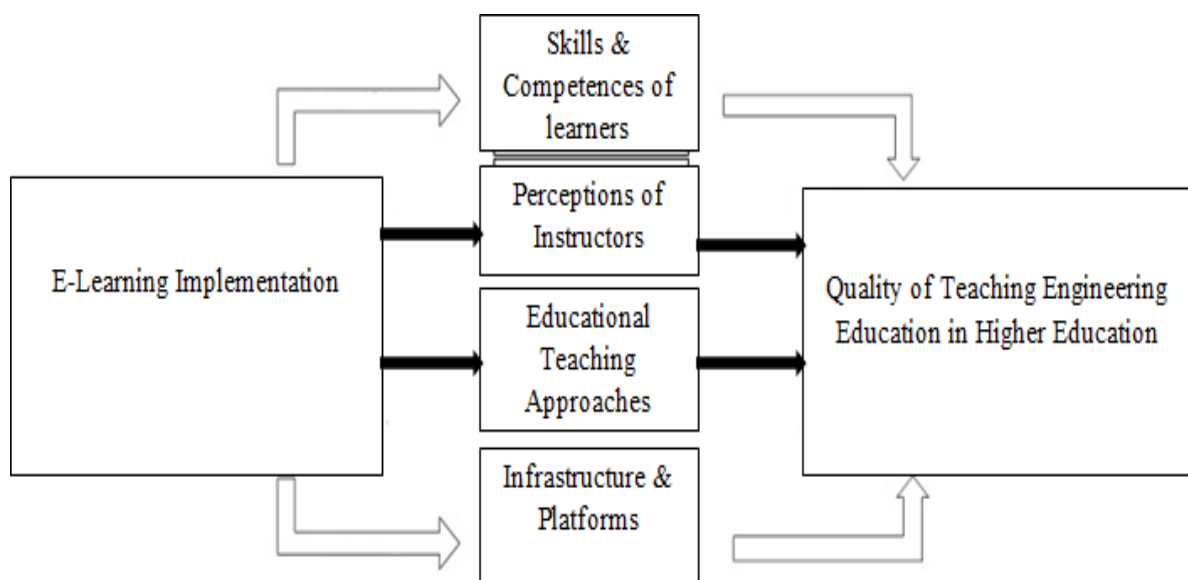 Skills &
Competences of
learners
Perceptions of
Instructors
E-Learning Implementation
Educational
Teaching
Approaches
Quality of Teaching Engineering
Education in Higher Education
Infrastructure &
Platforms